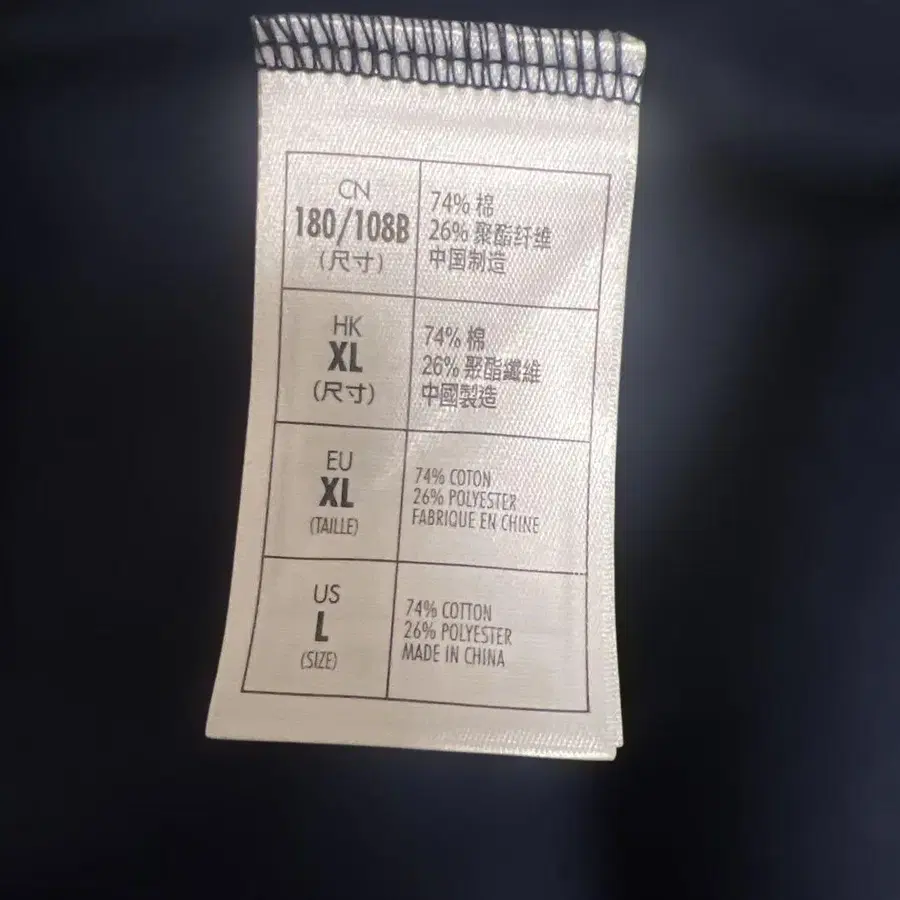 CN
180/108B
(尺寸)
74% 棉
26% 聚酯纤维
中国制造
HK
XL
(尺寸)
74% 棉
26% 聚酯纖維
中國製造
EU
XL
(TAILLE)
74% COTON
26% POLYESTER
FABRIQUE EN CHINE
US
L
(SIZE)
74% COTTON
26% POLYESTER
MADE IN CHINA